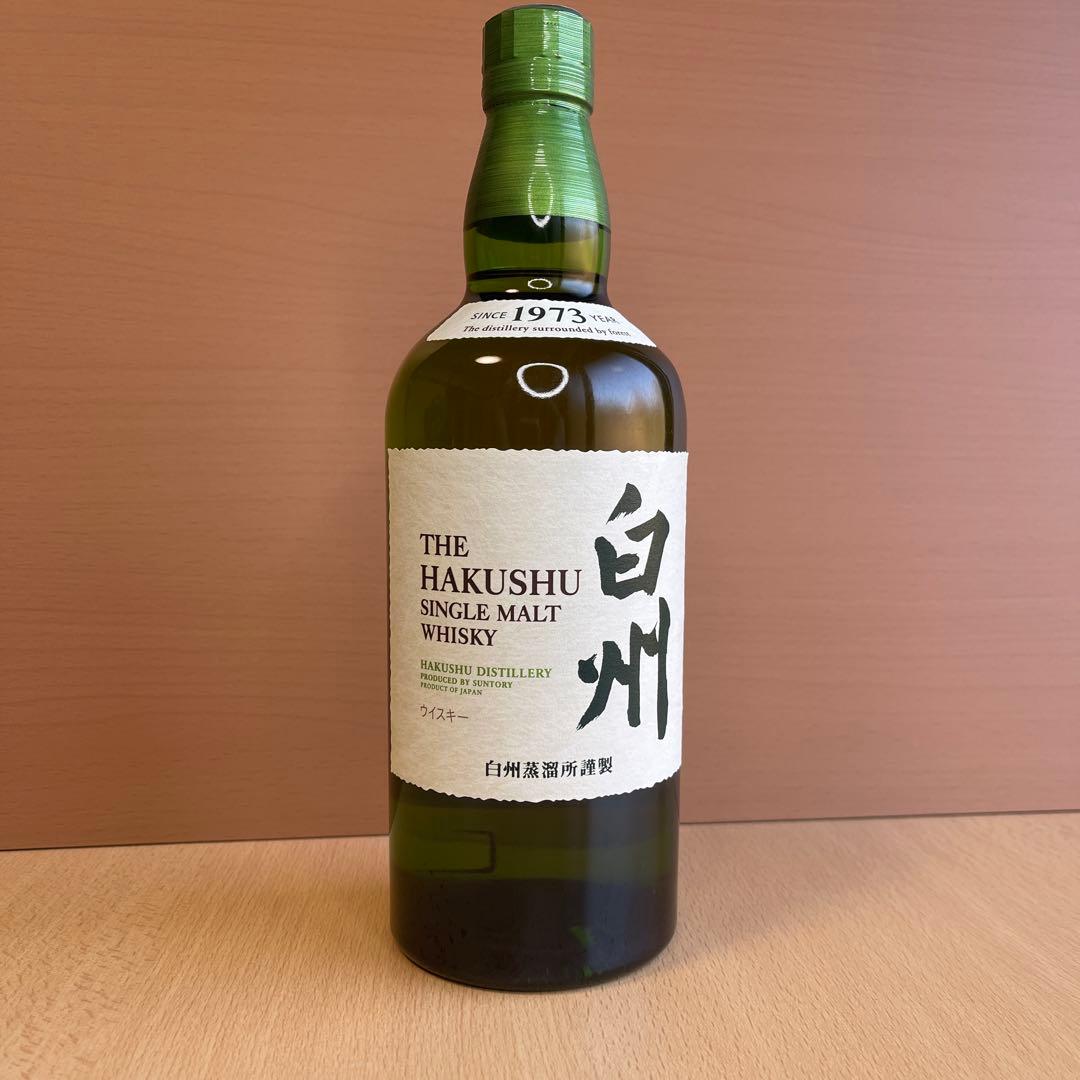 SINCE 1973 YEAR
The distillery surrounded by forest
THE
HAKUSHU
SINGLE MALT
WHISKY
HAKUSHU DISTILLERY
PRODUCED BY SUNTORY
PRODUCT OF JAPAN
ウイスキー
白州
白州蒸溜所謹製